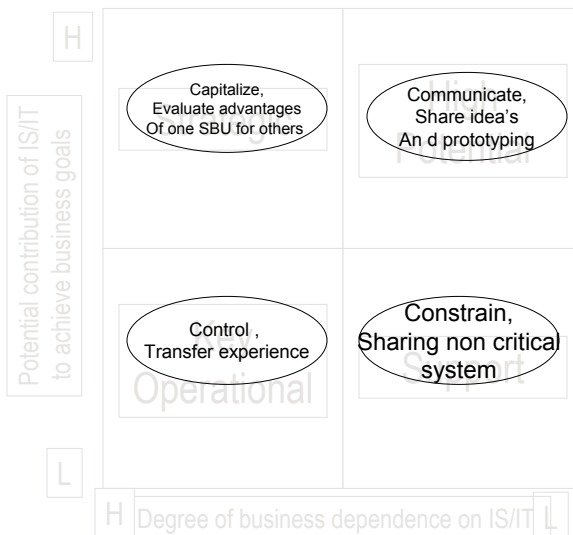 H
Capitalize,
Evaluate advantages
Of one SBU for others
Strategic
Communicate,
Share idea's
An d prototyping
High
Potential
Potential contribution of IS/IT
to achieve business goals
Control ,
Transfer experience
Key
Operational
Constrain,
Sharing non critical
system
Support
L
H
Degree of business dependence on IS/IT
L